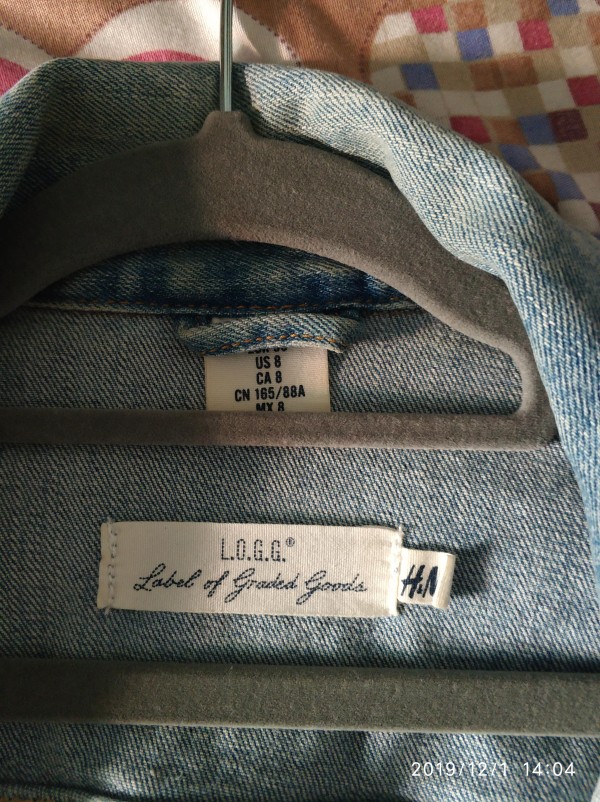 US 8
CA 8
CN 165/88A
MX 8
L.O.G.G.®
Label of Graded Goods
H&M
2019/12/1 14:04